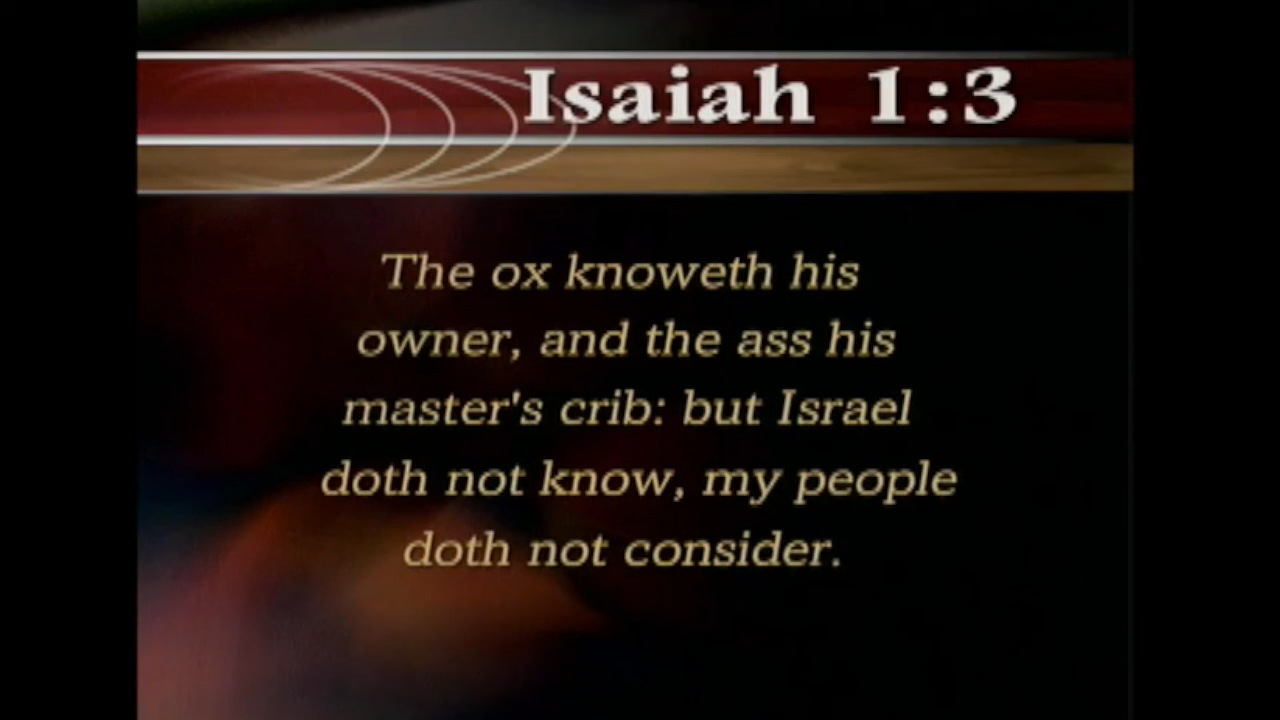 Isaiah 1:3
The ox knoweth his
owner, and the ass his
master's crib: but Israel
doth not know, my people
doth not consider.